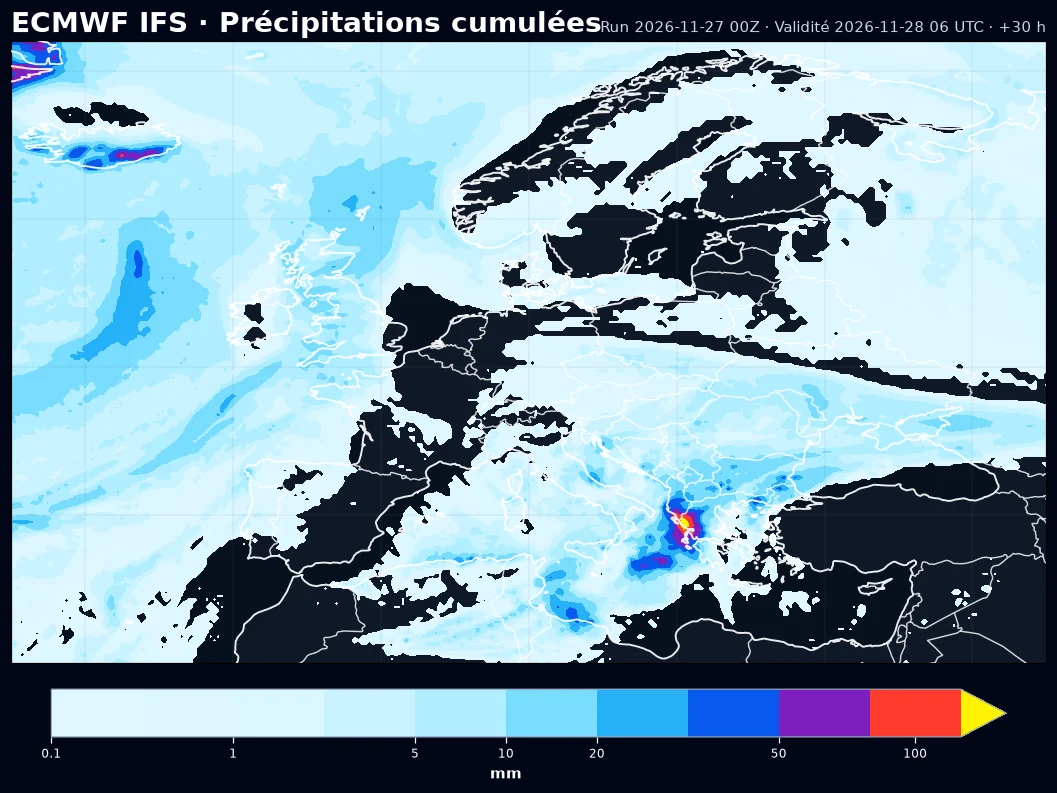 ECMWF IFS · Précipitations cumulées
Run 2026-11-27 00Z · Validité 2026-11-28 06 UTC · +30 h
0.1 1 5 10 20 50 100
mm